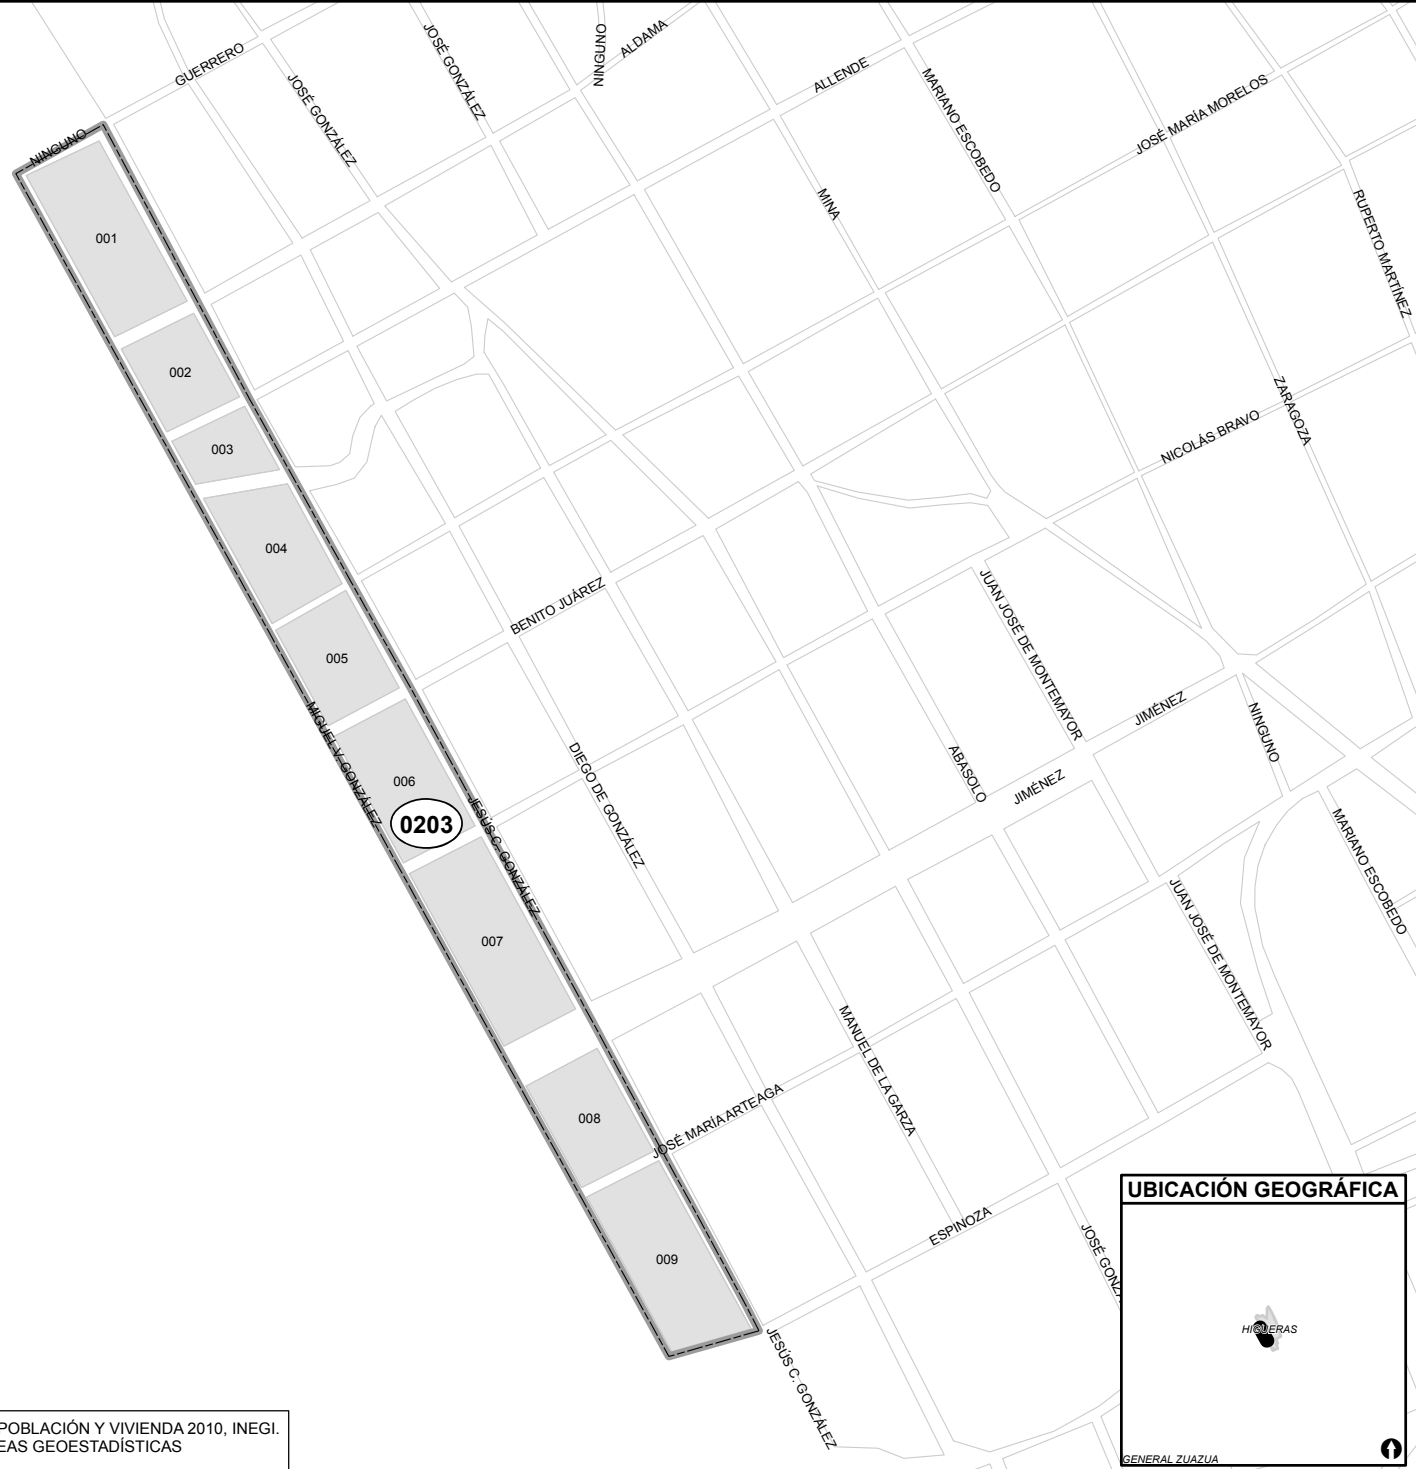 JOSÉ GONZÁLEZ
NINGUNO
ALDAMA
GUERRERO
ALLENDE
JOSÉ GONZÁLEZ
MARIANO ESCOBEDO
JOSÉ MARÍA MORELOS
NINGUNO
MINA
RUPERTO MARTÍNEZ
001
002
003
ZARAGOZA
NICOLÁS BRAVO
004
BENITO JUÁREZ
JUAN JOSÉ DE MONTEMAYOR
005
JIMÉNEZ
NINGUNO
MIGUEL V. GONZÁLEZ
006
DIEGO DE GONZÁLEZ
ABASOLO
JIMÉNEZ
0203
JESÚS C. GONZÁLEZ
MARIANO ESCOBEDO
007
JUAN JOSÉ DE MONTEMAYOR
MANUEL DE LA GARZA
008
JOSÉ MARÍA ARTEAGA
ESPINOZA
009
JOSÉ GONZ
JESÚS C. GONZÁLEZ
UBICACIÓN GEOGRÁFICA
HIGUERAS
GENERAL ZUAZUA
POBLACIÓN Y VIVIENDA 2010, INEGI.
EAS GEOESTADÍSTICAS